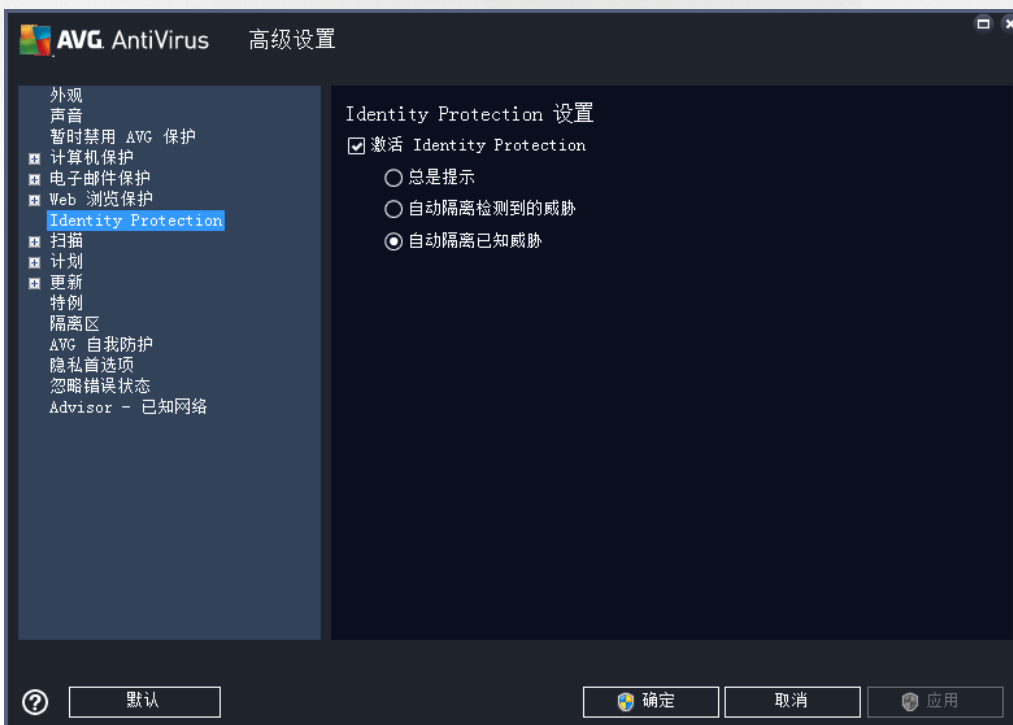 AVG AntiVirus 高级设置
外观
声音
暂时禁用 AVG 保护
计算机保护
电子邮件保护
Web 浏览保护
Identity Protection
扫描
计划
更新
特例
隔离区
AVG 自我防护
隐私首选项
忽略错误状态
Advisor - 已知网络
Identity Protection 设置
激活 Identity Protection
总是提示
自动隔离检测到的威胁
自动隔离已知威胁
默认
确定
取消
应用